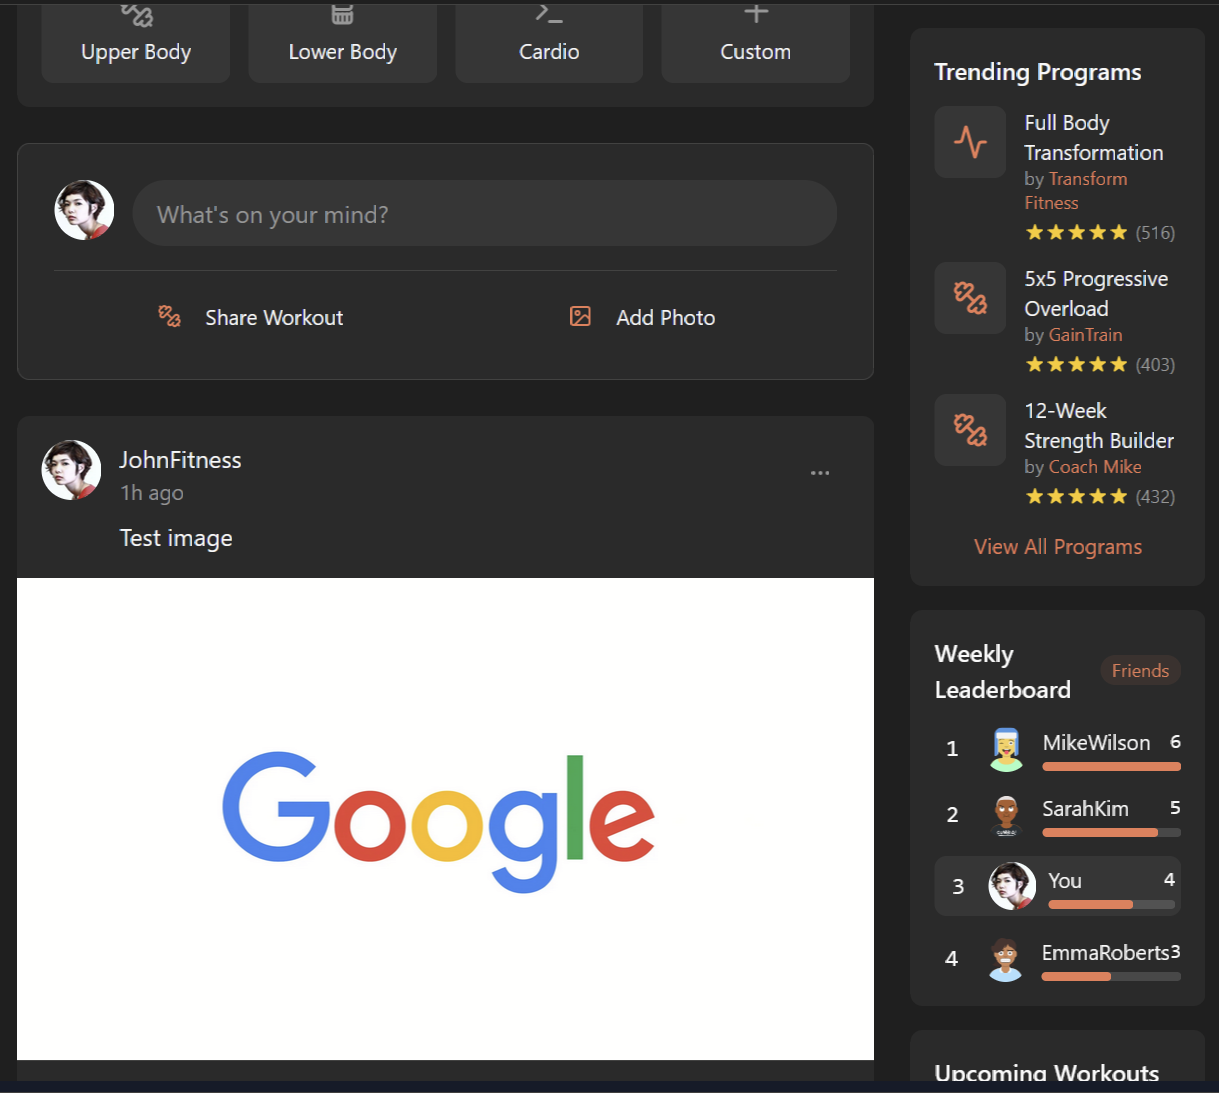 Upper Body
Lower Body
Cardio
Custom
What's on your mind?
Share Workout
Add Photo
JohnFitness
1h ago
Test image
Google
Trending Programs
Full Body
Transformation
by Transform
Fitness
(516)
5x5 Progressive
Overload
by GainTrain
(403)
12-Week
Strength Builder
by Coach Mike
(432)
View All Programs
Weekly
Leaderboard
Friends
1 MikeWilson 6
2 SarahKim 5
3 You 4
4 EmmaRoberts3
Upcoming Workouts